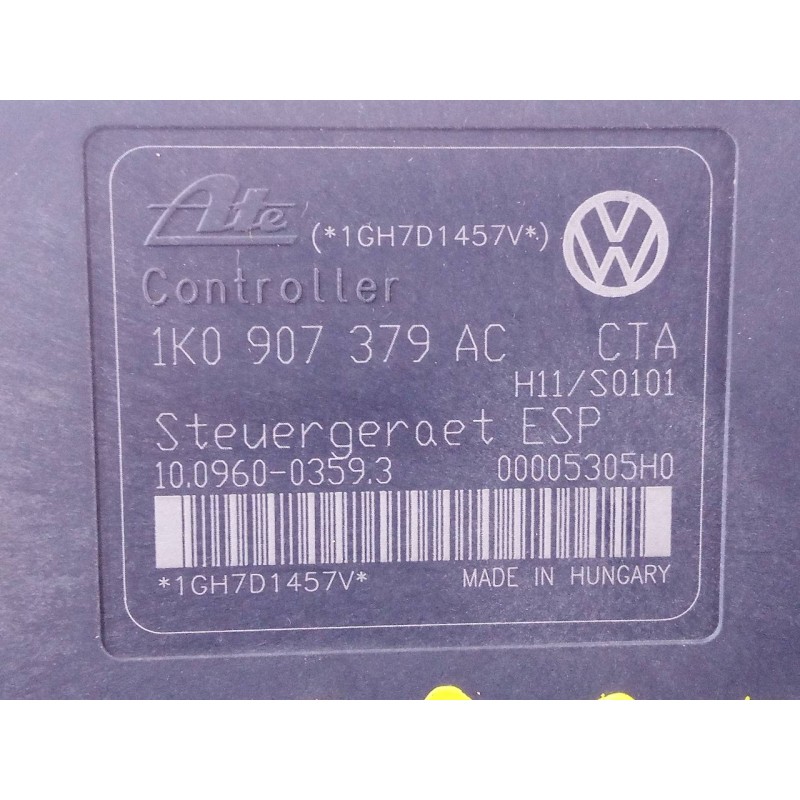 Ate (*1GH7D1457V*)
Controller
1K0 907 379 AC CTA
H11/S0101
Steuergeraet ESP
10.0960-0359.3 00005305H0
*1GH7D1457V* MADE IN HUNGARY